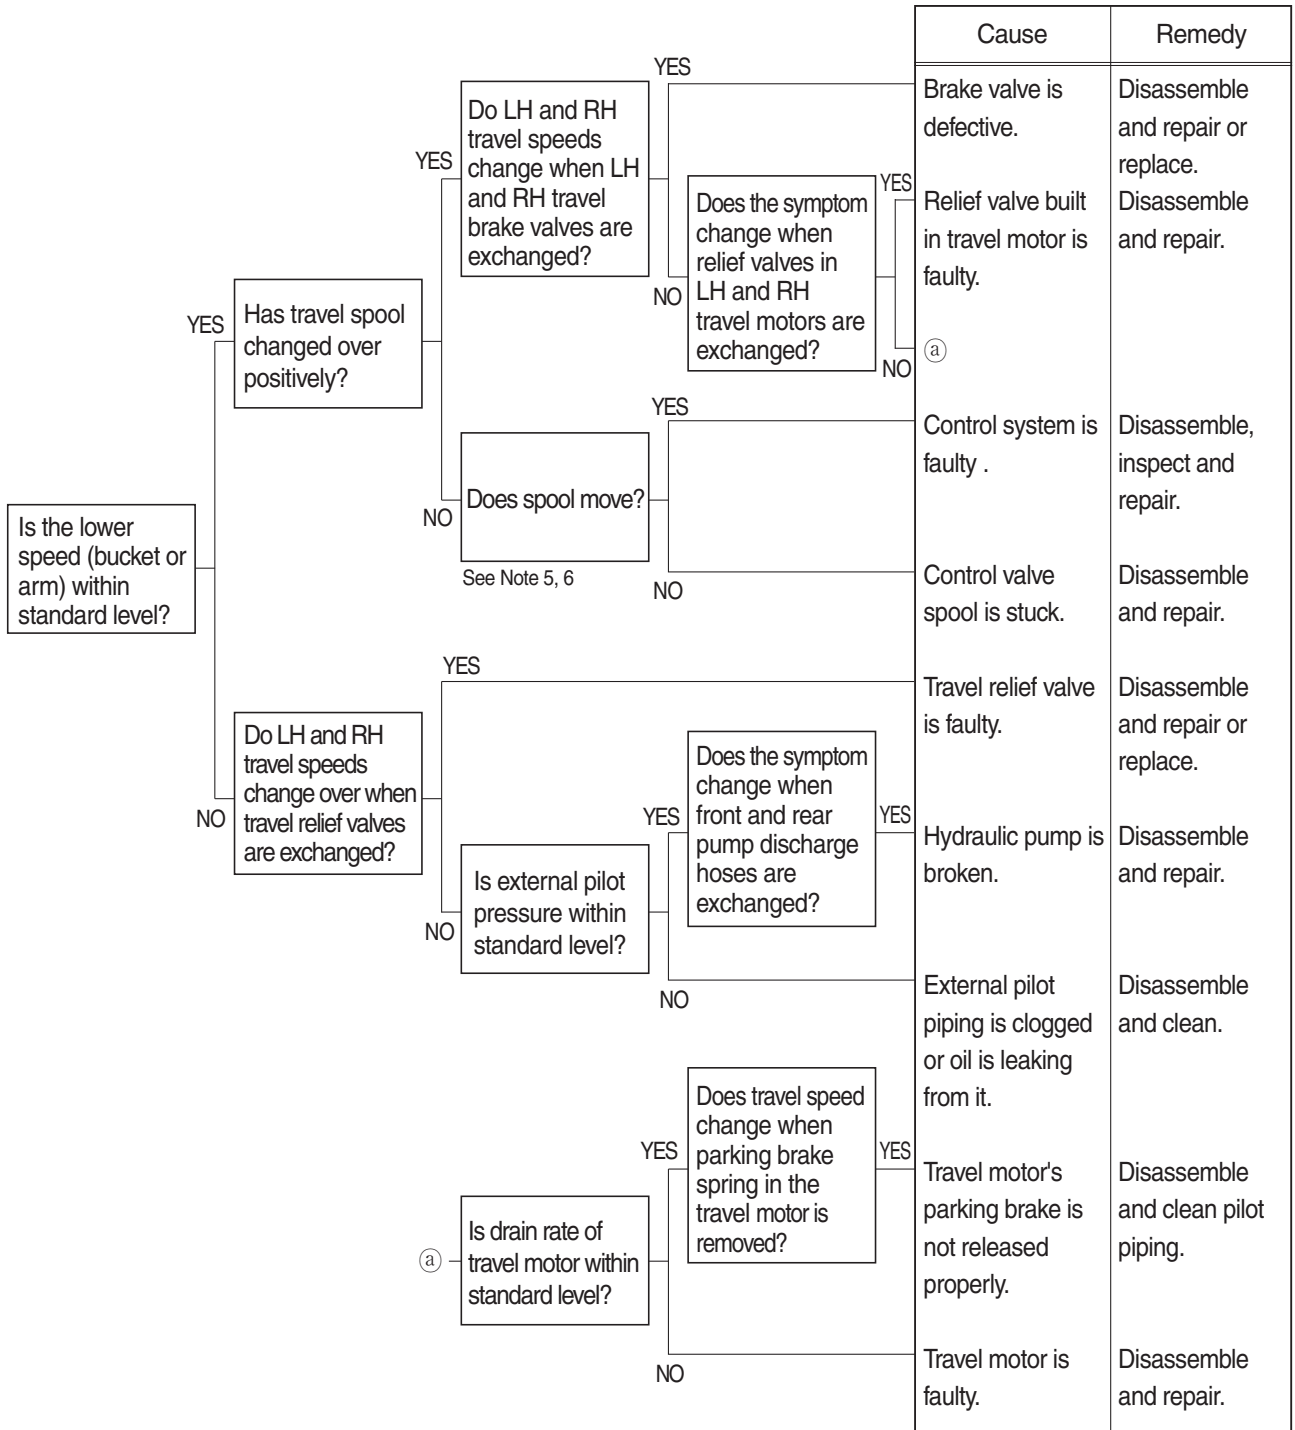 Cause Remedy
YES
Do LH and RH
travel speeds
change when LH
and RH travel
brake valves are
exchanged?
Brake valve is
defective.
Disassemble
and repair or
replace.
YES
NO
Does the symptom
change when
relief valves in
LH and RH
travel motors are
exchanged?
YES
Relief valve built
in travel motor is
faulty.
Disassemble
and repair.
NO
ⓐ
YES
Has travel spool
changed over
positively?
NO
Does spool move?
See Note 5, 6
YES
Control system is
faulty .
Disassemble,
inspect and
repair.
NO
Control valve
spool is stuck.
Disassemble
and repair.
Is the lower
speed (bucket or
arm) within
standard level?
NO
Do LH and RH
travel speeds
change over when
travel relief valves
are exchanged?
YES
Travel relief valve
is faulty.
Disassemble
and repair or
replace.
NO
Is external pilot
pressure within
standard level?
YES
Does the symptom
change when
front and rear
pump discharge
hoses are
exchanged?
YES
Hydraulic pump is
broken.
Disassemble
and repair.
NO
External pilot
piping is clogged
or oil is leaking
from it.
Disassemble
and clean.
ⓐ
Is drain rate of
travel motor within
standard level?
YES
Does travel speed
change when
parking brake
spring in the
travel motor is
removed?
YES
Travel motor's
parking brake is
not released
properly.
Disassemble
and clean pilot
piping.
NO
Travel motor is
faulty.
Disassemble
and repair.